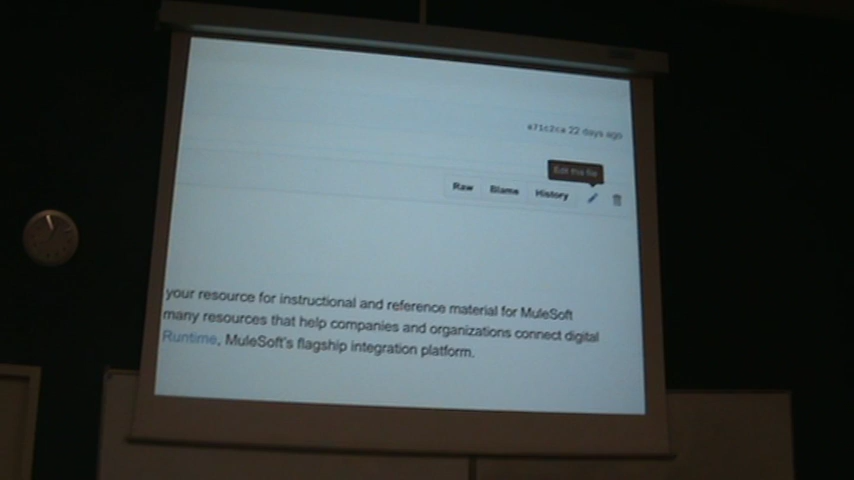 e71c2ca 22 days ago
Edit this file
Raw Blame History
your resource for instructional and reference material for MuleSoft
many resources that help companies and organizations connect digital
Runtime, MuleSoft's flagship integration platform.